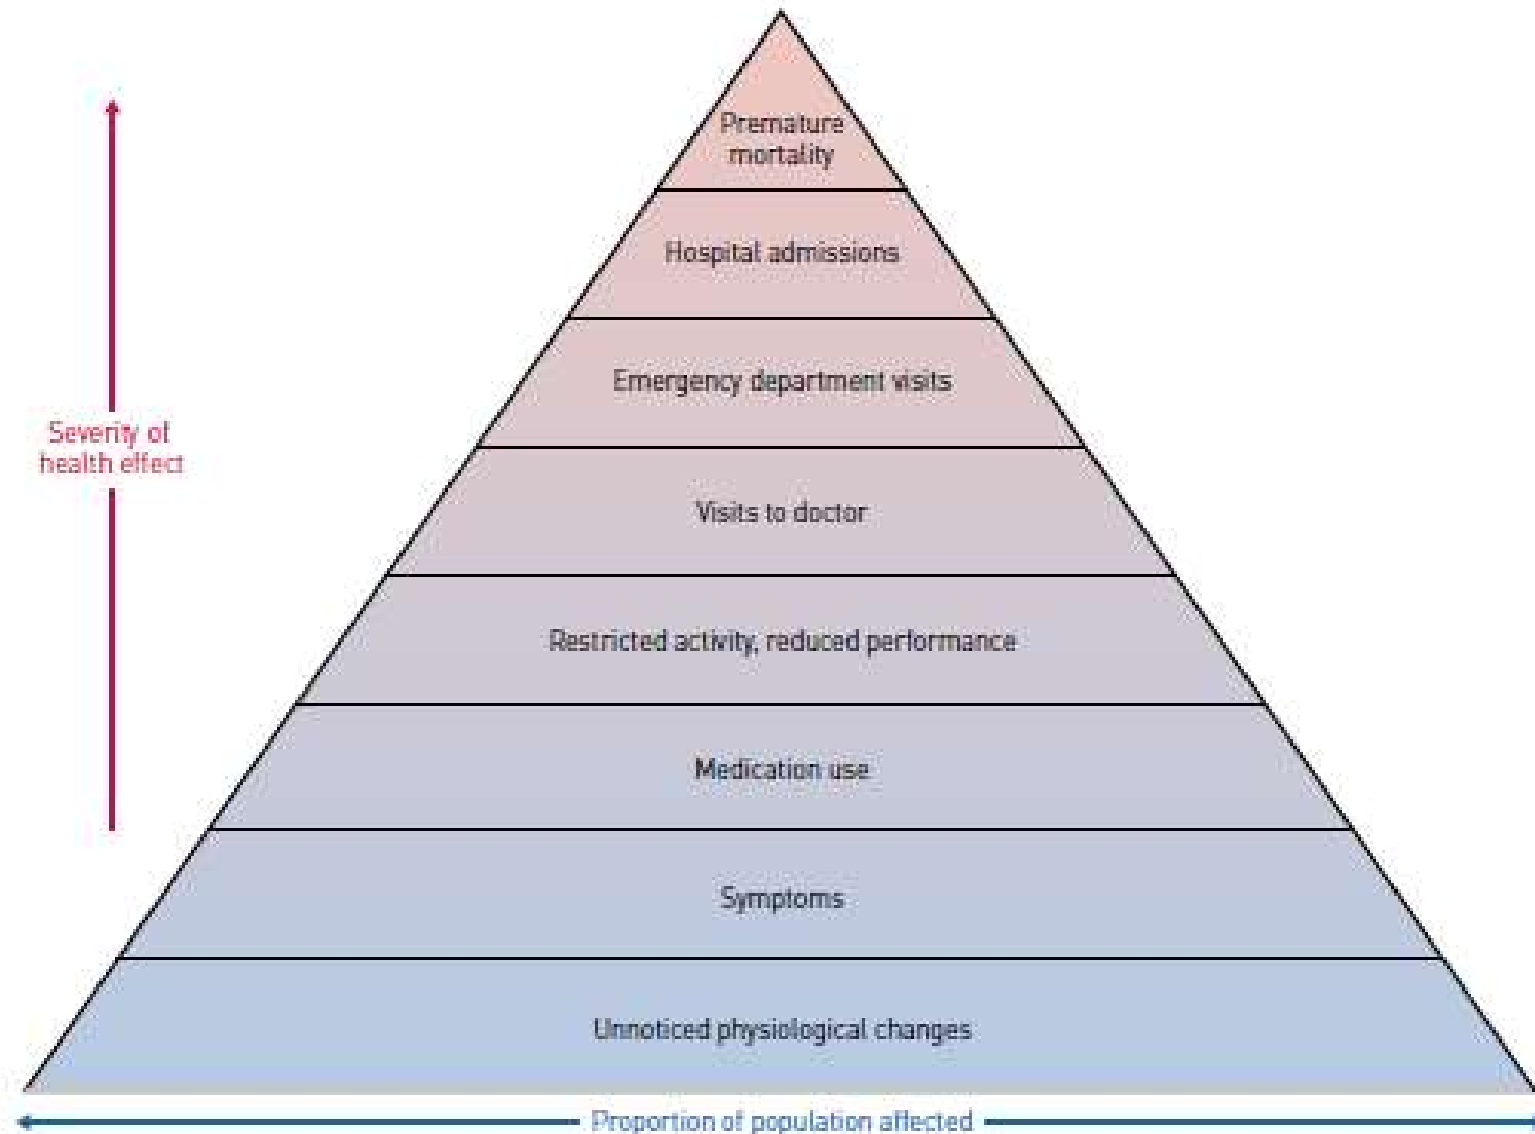 Premature
mortality
Hospital admissions
Emergency department visits
Severity of
health effect
Visits to doctor
Restricted activity, reduced performance
Medication use
Symptoms
Unnoticed physiological changes
Proportion of population affected